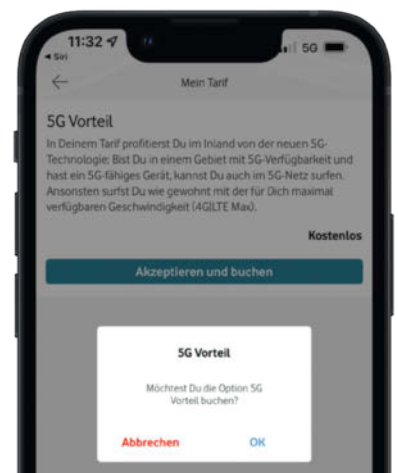 11:32
5G
Siri
Mein Tarif
5G Vorteil
In Deinem Tarif profitierst Du im Inland von der neuen 5G-
Technologie: Bist Du in einem Gebiet mit 5G-Verfügbarkeit und
hast ein 5G-fähiges Gerät, kannst Du auch im 5G-Netz surfen.
Ansonsten surfst Du wie gewohnt mit der für Dich maximal
verfügbaren Geschwindigkeit (4G|LTE Max).
Kostenlos
Akzeptieren und buchen
5G Vorteil
Möchtest Du die Option 5G
Vorteil buchen?
Abbrechen OK